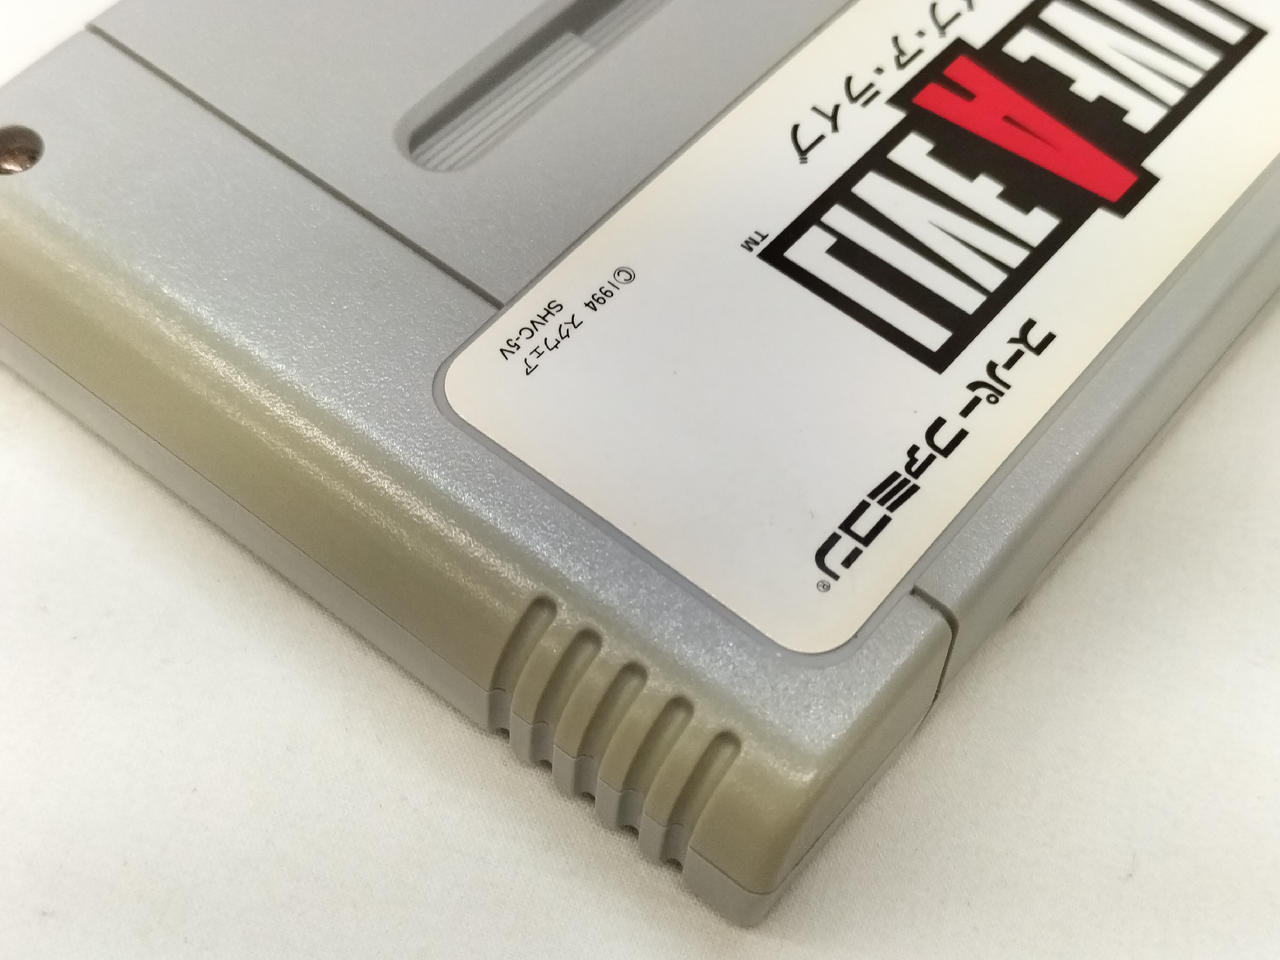 スーパーファミコン®
LIVE A LIVE
™
イブ・ア・ライブ
©1994 スクウェア
SHVC-5V